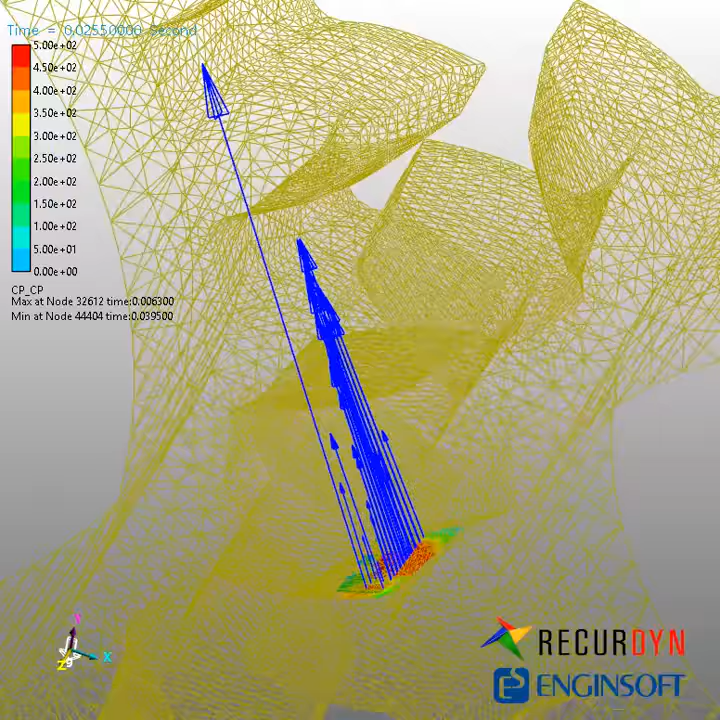 Time = 0.02550000 Second
5.00e+02
4.50e+02
4.00e+02
3.50e+02
3.00e+02
2.50e+02
2.00e+02
1.50e+02
1.00e+02
5.00e+01
0.00e+00
CP_CP
Max at Node 32612 time:0.006300
Min at Node 44404 time:0.039500
Y
X
Z
RECURDYN
ENGINSOFT